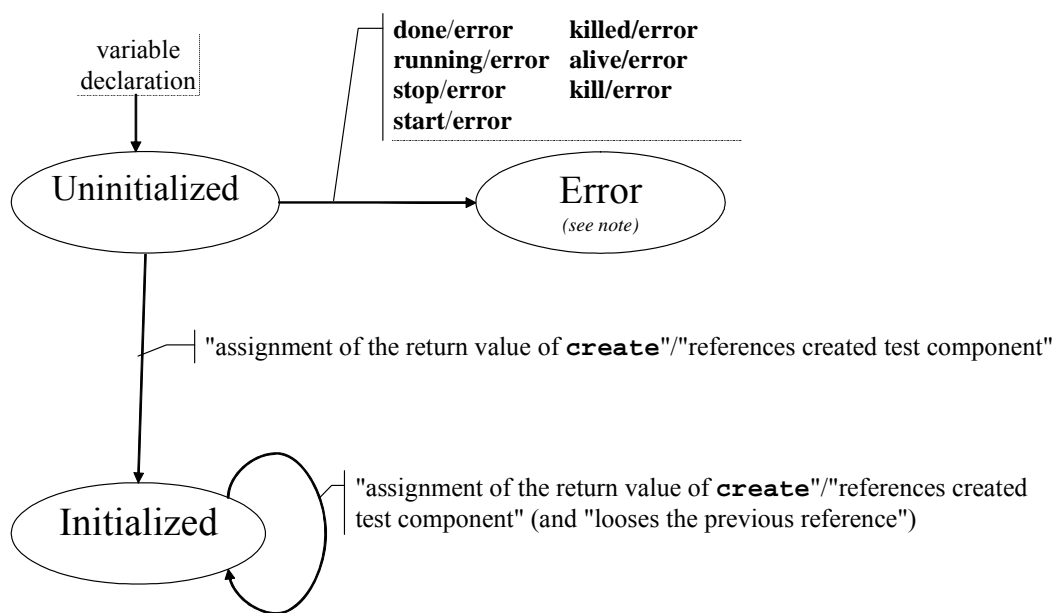 variable
declaration
done/error killed/error
running/error alive/error
stop/error kill/error
start/error
Uninitialized
Error
(see note)
"assignment of the return value of create"/"references created test component"
"assignment of the return value of create"/"references created
test component" (and "looses the previous reference")
Initialized